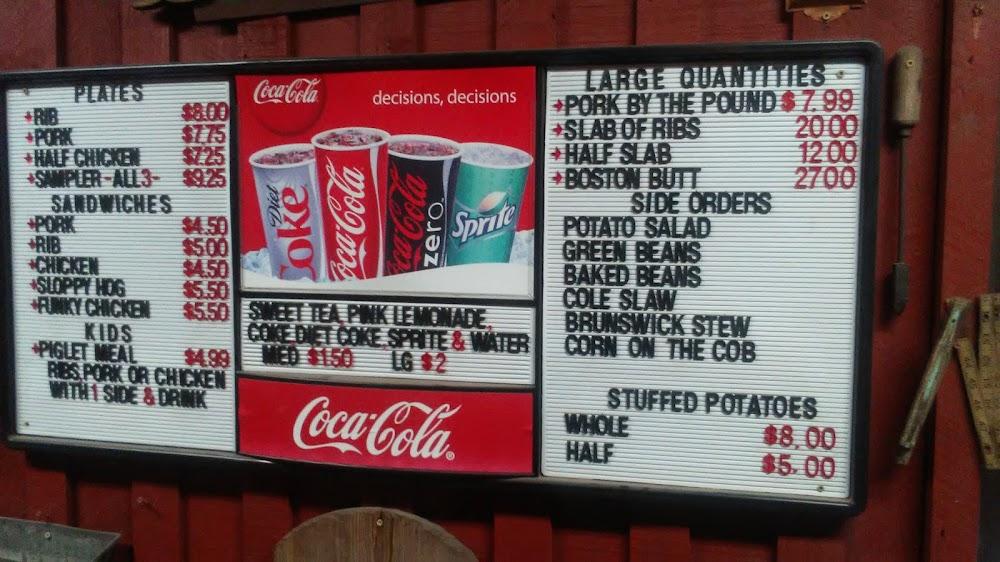 PLATES
RIB $8.00
PORK $7.75
HALF CHICKEN $7.25
SAMPLER-ALL 3- $9.25
SANDWICHES
PORK $4.50
RIB $5.00
CHICKEN $4.50
SLOPPY HOG $5.50
FUNKY CHICKEN $5.50
KIDS
PIGLET MEAL $4.99
RIBS, PORK OR CHICKEN
WITH 1 SIDE & DRINK
Coca-Cola
decisions, decisions
Diet Coke
Coca-Cola
Coca-Cola zero
Sprite
SWEET TEA, PINK LEMONADE,
COKE, DIET COKE, SPRITE & WATER
MED $1.50 LG $2
Coca-Cola®
LARGE QUANTITIES
PORK BY THE POUND $7.99
SLAB OF RIBS 20 00
HALF SLAB 12 00
BOSTON BUTT 27 00
SIDE ORDERS
POTATO SALAD
GREEN BEANS
BAKED BEANS
COLE SLAW
BRUNSWICK STEW
CORN ON THE COB
STUFFED POTATOES
WHOLE $8.00
HALF $5.00